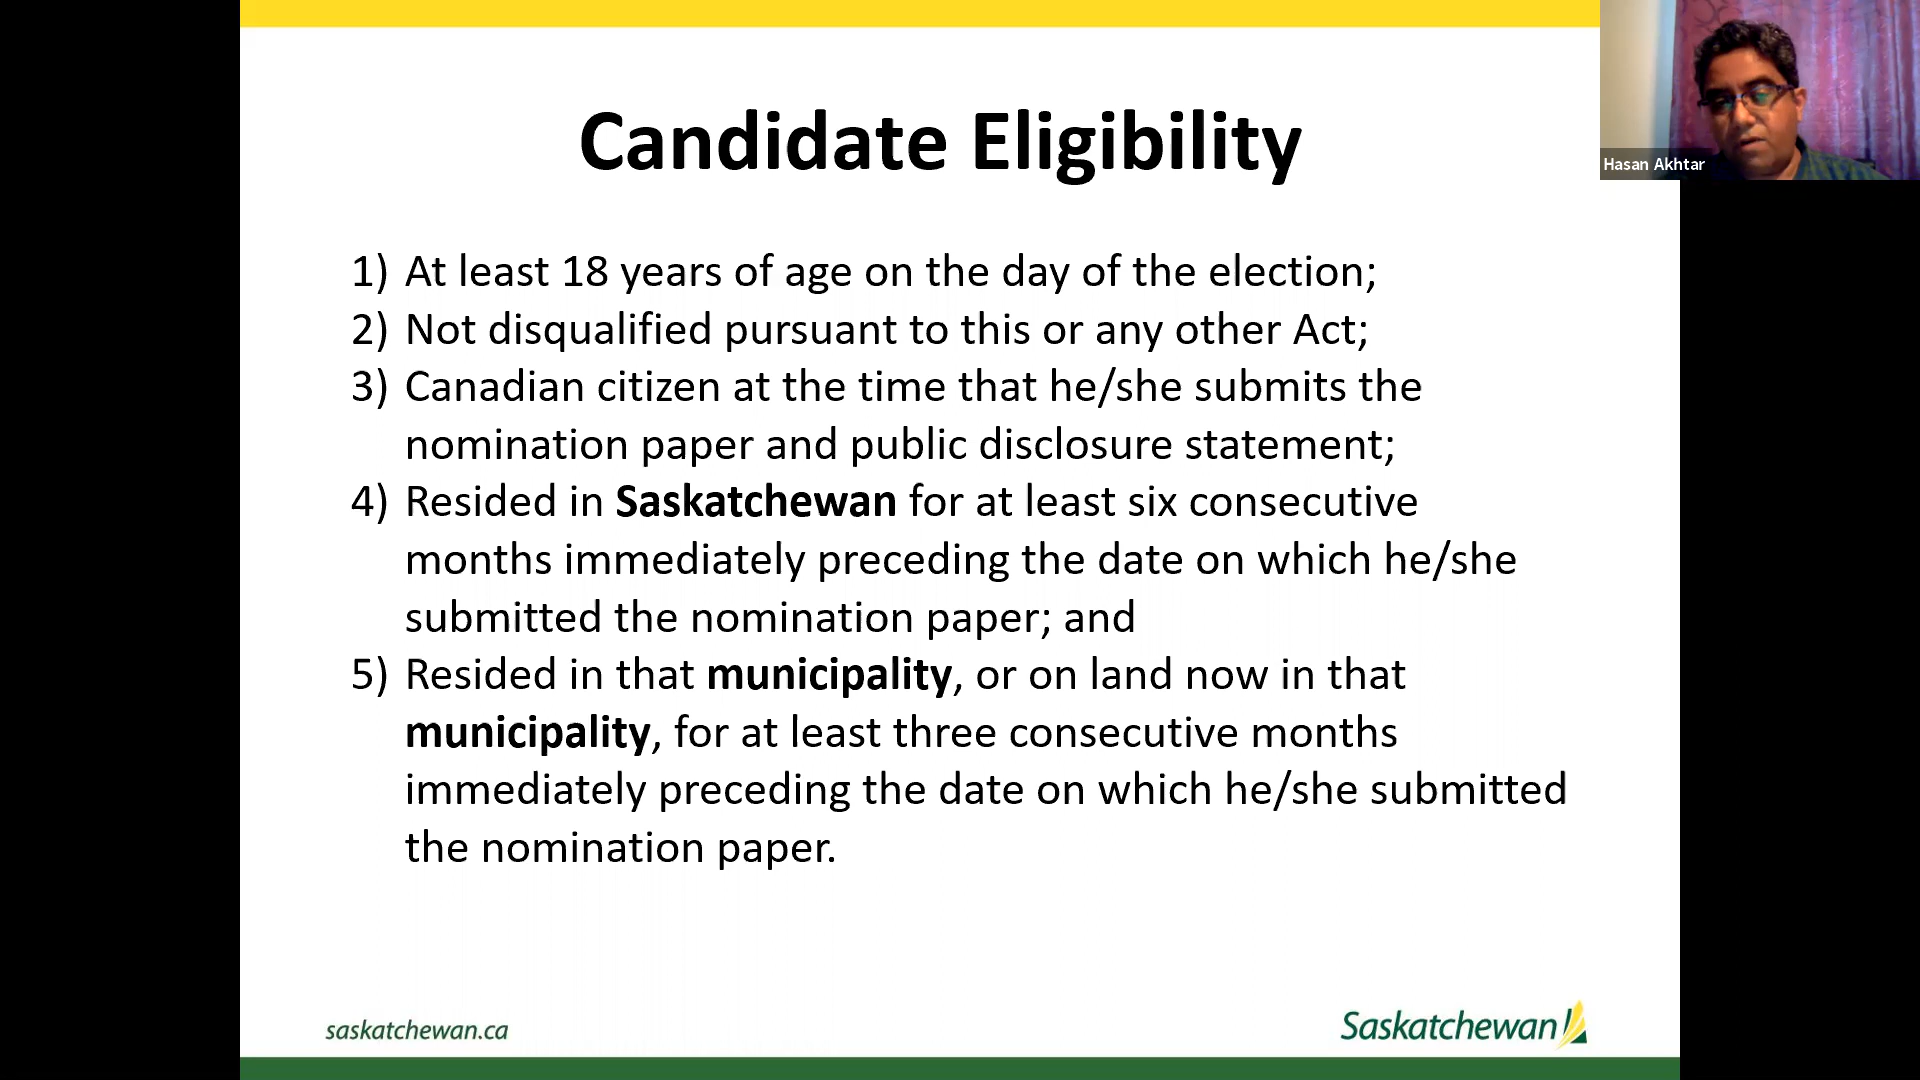 Candidate Eligibility
Hasan Akhtar
1) At least 18 years of age on the day of the election;
2) Not disqualified pursuant to this or any other Act;
3) Canadian citizen at the time that he/she submits the
nomination paper and public disclosure statement;
4) Resided in Saskatchewan for at least six consecutive
months immediately preceding the date on which he/she
submitted the nomination paper; and
5) Resided in that municipality, or on land now in that
municipality, for at least three consecutive months
immediately preceding the date on which he/she submitted
the nomination paper.
saskatchewan.ca
Saskatchewan